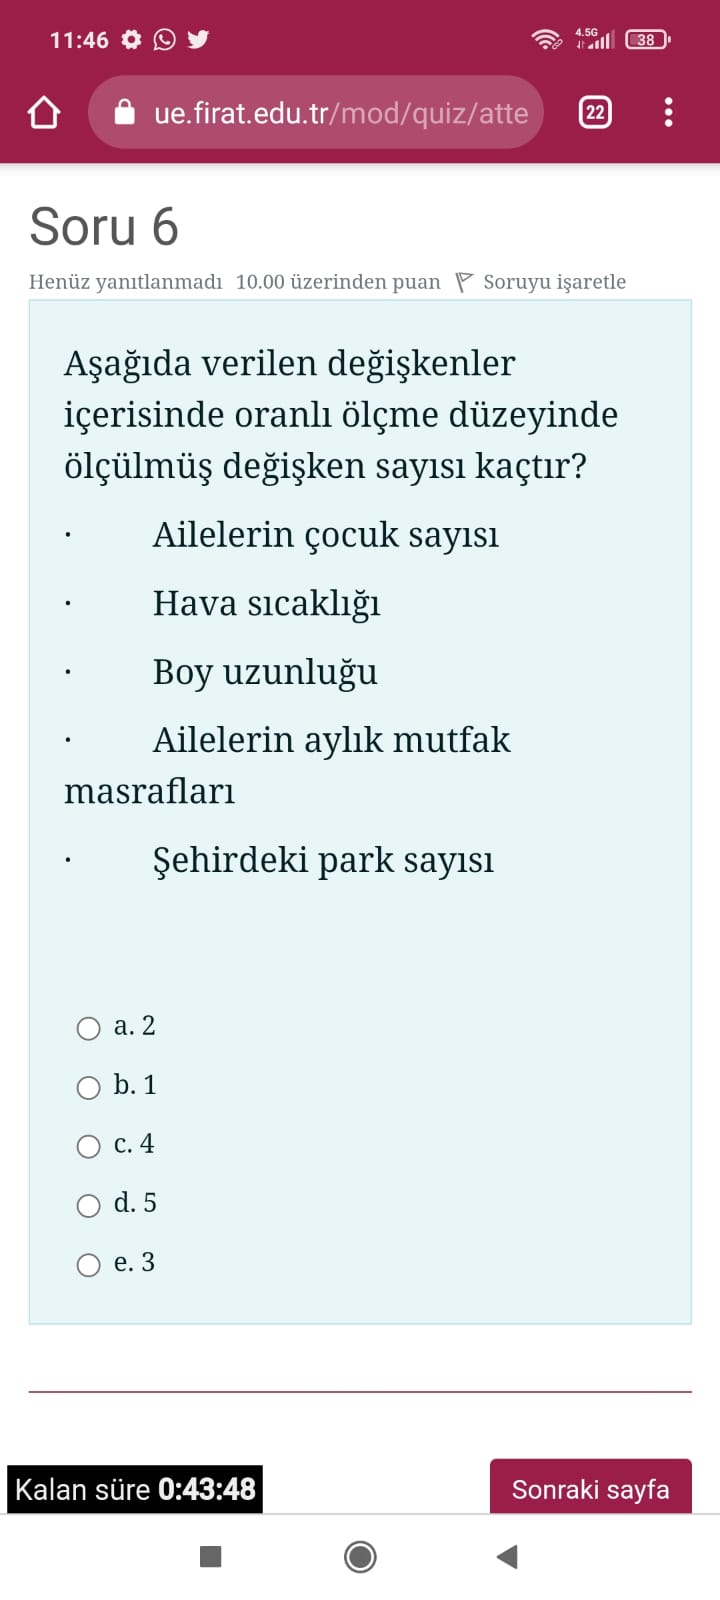 11:46
4.5G
38
ue.firat.edu.tr/mod/quiz/atte
22
Soru 6
Henüz yanıtlanmadı 10.00 üzerinden puan Soruyu işaretle
Aşağıda verilen değişkenler
içerisinde oranlı ölçme düzeyinde
ölçülmüş değişken sayısı kaçtır?
· Ailelerin çocuk sayısı
· Hava sıcaklığı
· Boy uzunluğu
· Ailelerin aylık mutfak
masrafları
· Şehirdeki park sayısı
a. 2
b. 1
c. 4
d. 5
e. 3
Kalan süre 0:43:48
Sonraki sayfa